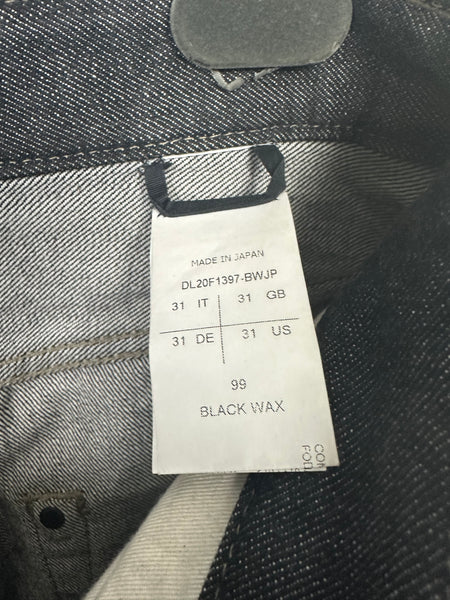 MADE IN JAPAN
DL20F1397-BWJP
31 IT 31 GB
31 DE 31 US
99
BLACK WAX